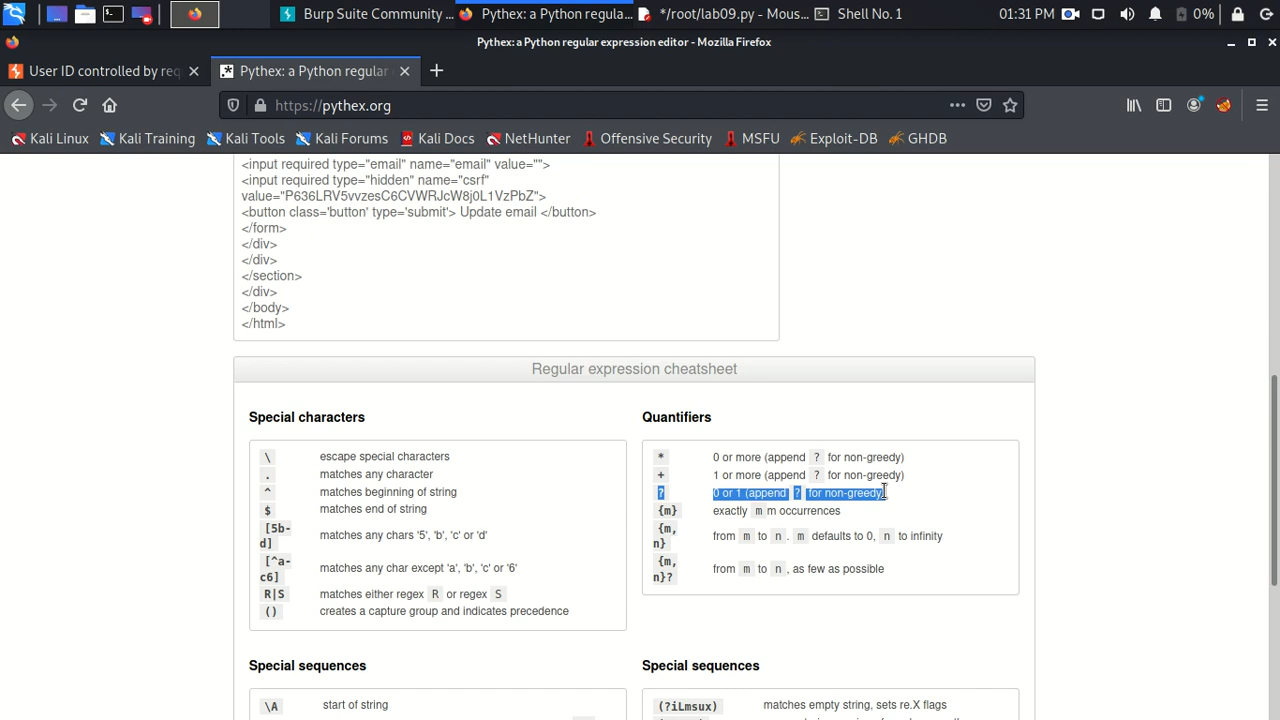 Burp Suite Community ...
Pythex: a Python regula...
*/root/lab09.py - Mous...
Shell No. 1
01:31 PM
0%
Pythex: a Python regular expression editor - Mozilla Firefox
User ID controlled by req
Pythex: a Python regular
https://pythex.org
Kali Linux
Kali Training
Kali Tools
Kali Forums
Kali Docs
NetHunter
Offensive Security
MSFU
Exploit-DB
GHDB
<input required type="email" name="email" value="">
<input required type="hidden" name="csrf"
value="P636LRV5vvzesC6CVWRJcW8j0L1VzPbZ">
<button class='button' type='submit'> Update email </button>
</form>
</div>
</div>
</section>
</div>
</body>
</html>
Regular expression cheatsheet
Special characters
\ escape special characters
. matches any character
^ matches beginning of string
$ matches end of string
[5b-
d] matches any chars '5', 'b', 'c' or 'd'
[^a-
c6] matches any char except 'a', 'b', 'c' or '6'
R|S matches either regex R or regex S
() creates a capture group and indicates precedence
Quantifiers
* 0 or more (append ? for non-greedy)
+ 1 or more (append ? for non-greedy)
? 0 or 1 (append ? for non-greedy)
{m} exactly m m occurrences
{m,
n} from m to n. m defaults to 0, n to infinity
{m,
n}? from m to n, as few as possible
Special sequences
\A start of string
Special sequences
(?iLmsux) matches empty string, sets re.X flags